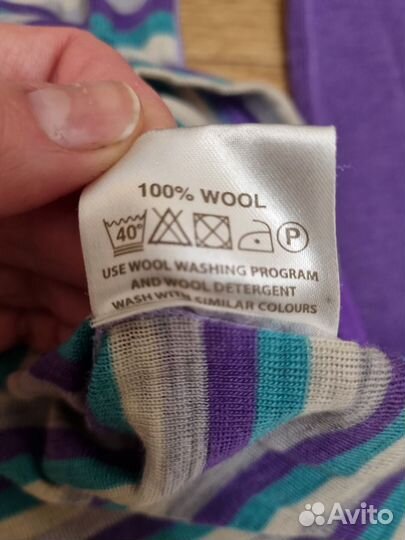 100% WOOL
40° P
USE WOOL WASHING PROGRAM
AND WOOL DETERGENT
WASH WITH SIMILAR COLOURS
Avito